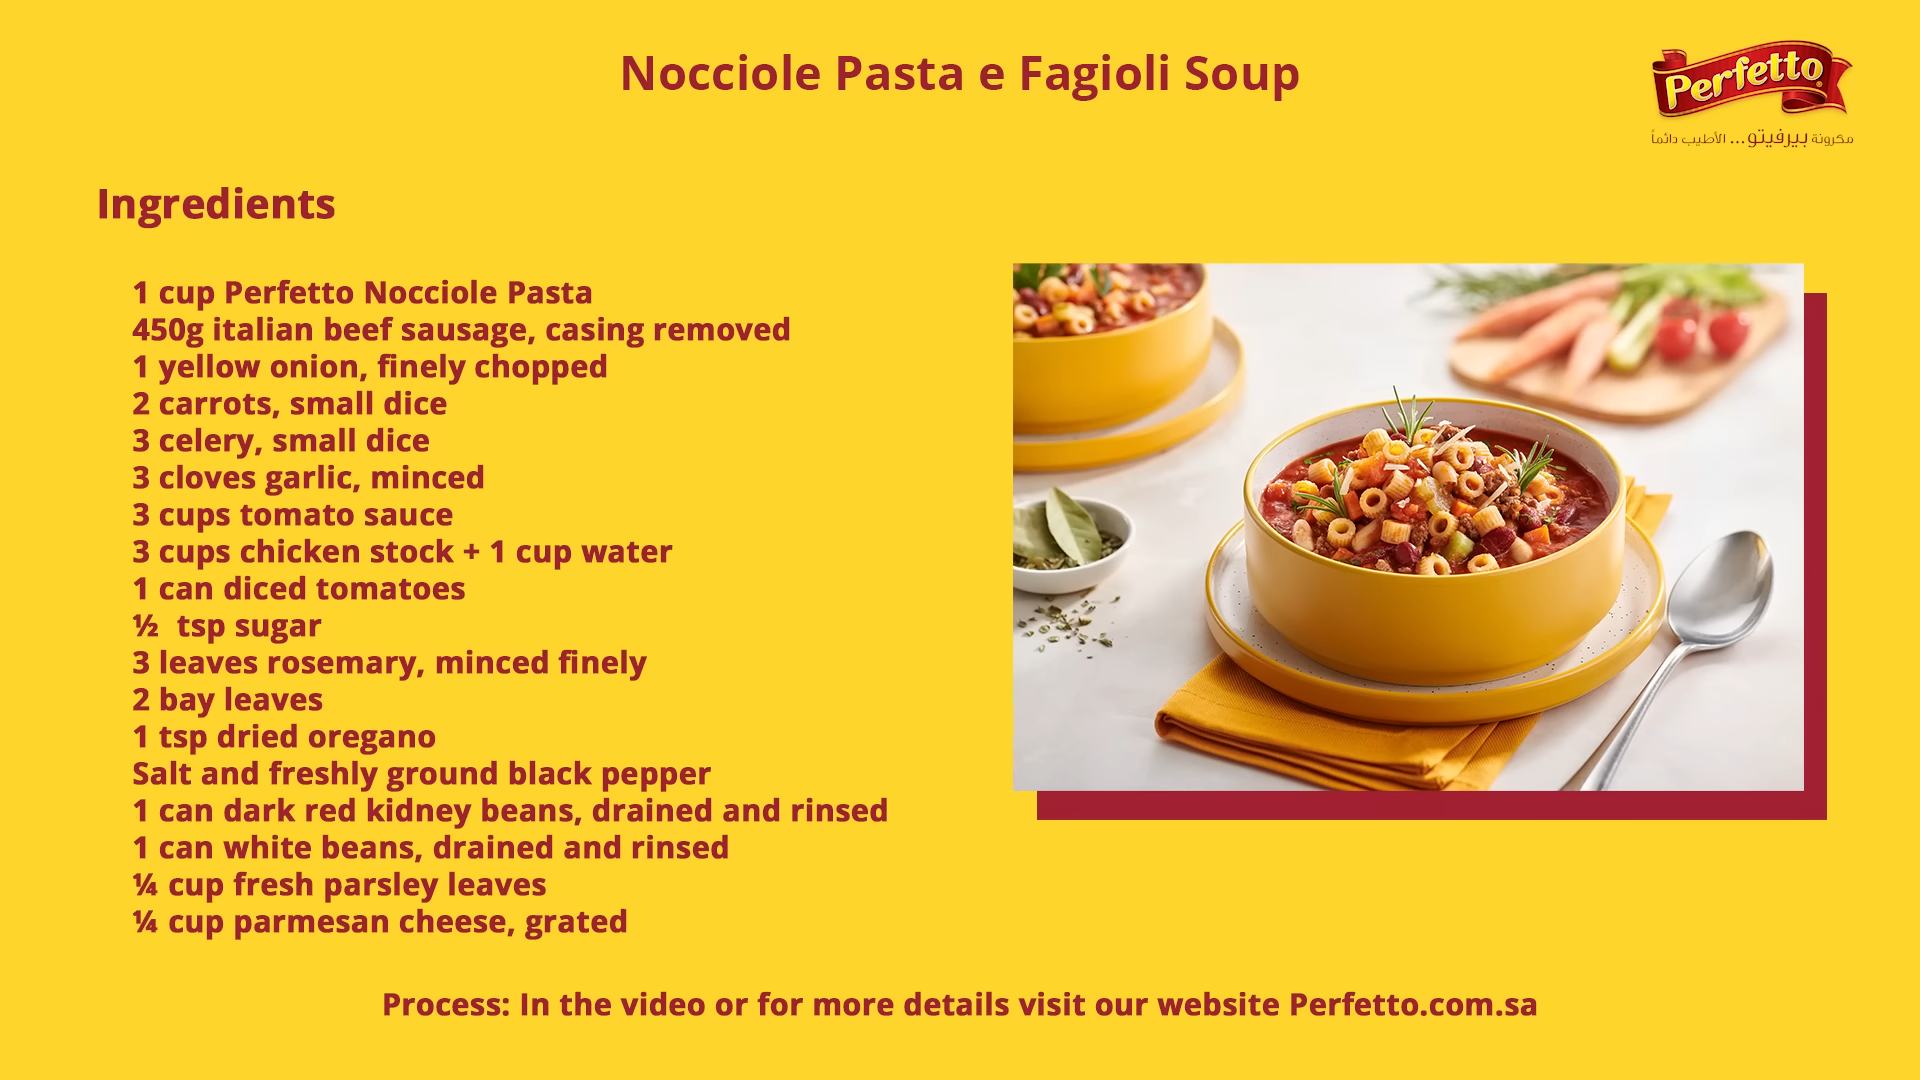 Nocciole Pasta e Fagioli Soup
Perfetto
مكرونة بيرفيتو... الأطيب دائماً
Ingredients
1 cup Perfetto Nocciole Pasta
450g italian beef sausage, casing removed
1 yellow onion, finely chopped
2 carrots, small dice
3 celery, small dice
3 cloves garlic, minced
3 cups tomato sauce
3 cups chicken stock + 1 cup water
1 can diced tomatoes
½  tsp sugar
3 leaves rosemary, minced finely
2 bay leaves
1 tsp dried oregano
Salt and freshly ground black pepper
1 can dark red kidney beans, drained and rinsed
1 can white beans, drained and rinsed
¼ cup fresh parsley leaves
¼ cup parmesan cheese, grated
Process: In the video or for more details visit our website Perfetto.com.sa